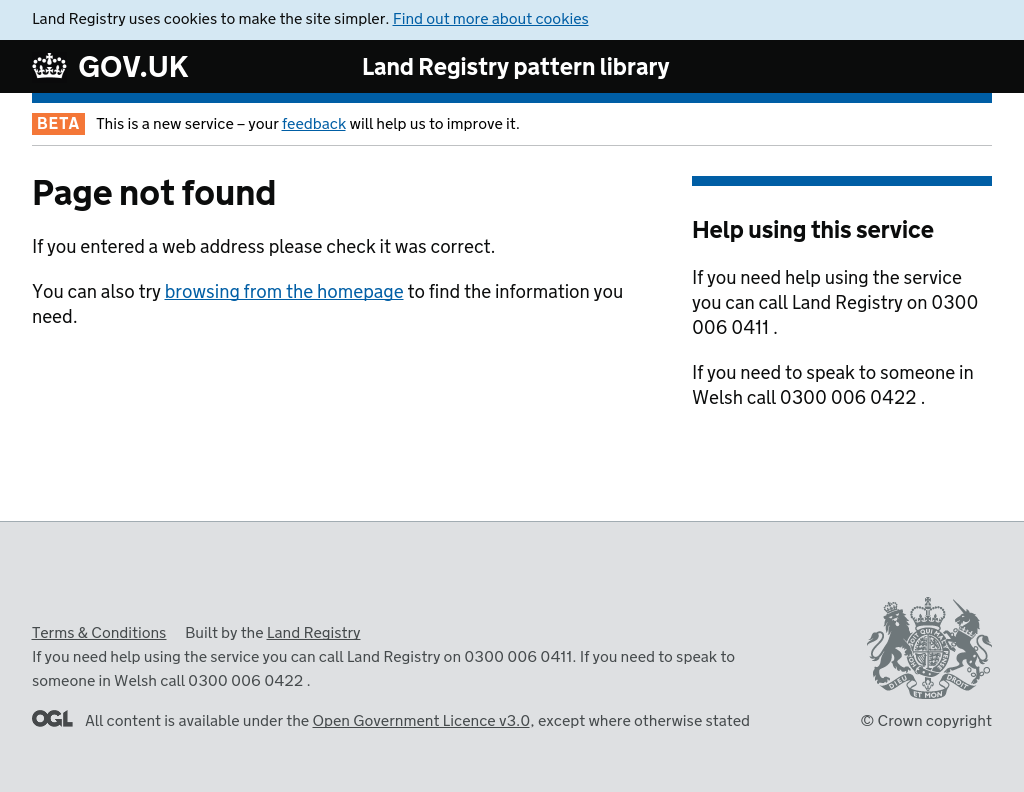 Land Registry uses cookies to make the site simpler. Find out more about cookies
GOV.UK
Land Registry pattern library
BETA This is a new service – your feedback will help us to improve it.
Page not found
If you entered a web address please check it was correct.
You can also try browsing from the homepage to find the information you
need.
Help using this service
If you need help using the service
you can call Land Registry on 0300
006 0411 .
If you need to speak to someone in
Welsh call 0300 006 0422 .
Terms & Conditions Built by the Land Registry
If you need help using the service you can call Land Registry on 0300 006 0411. If you need to speak to
someone in Welsh call 0300 006 0422 .
OGL All content is available under the Open Government Licence v3.0, except where otherwise stated
DIEU ET MON DROIT
© Crown copyright